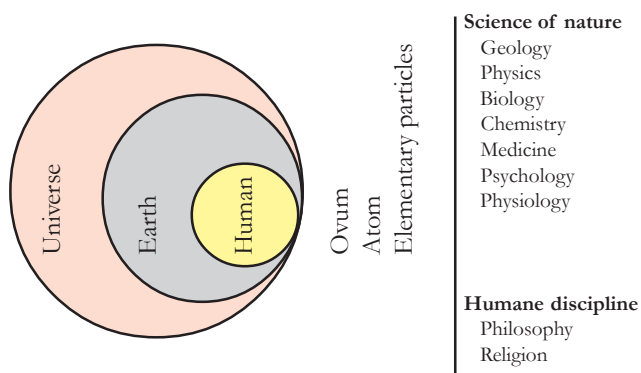 Universe
Earth
Human
Ovum
Atom
Elementary particles
Science of nature
Geology
Physics
Biology
Chemistry
Medicine
Psychology
Physiology
Humane discipline
Philosophy
Religion